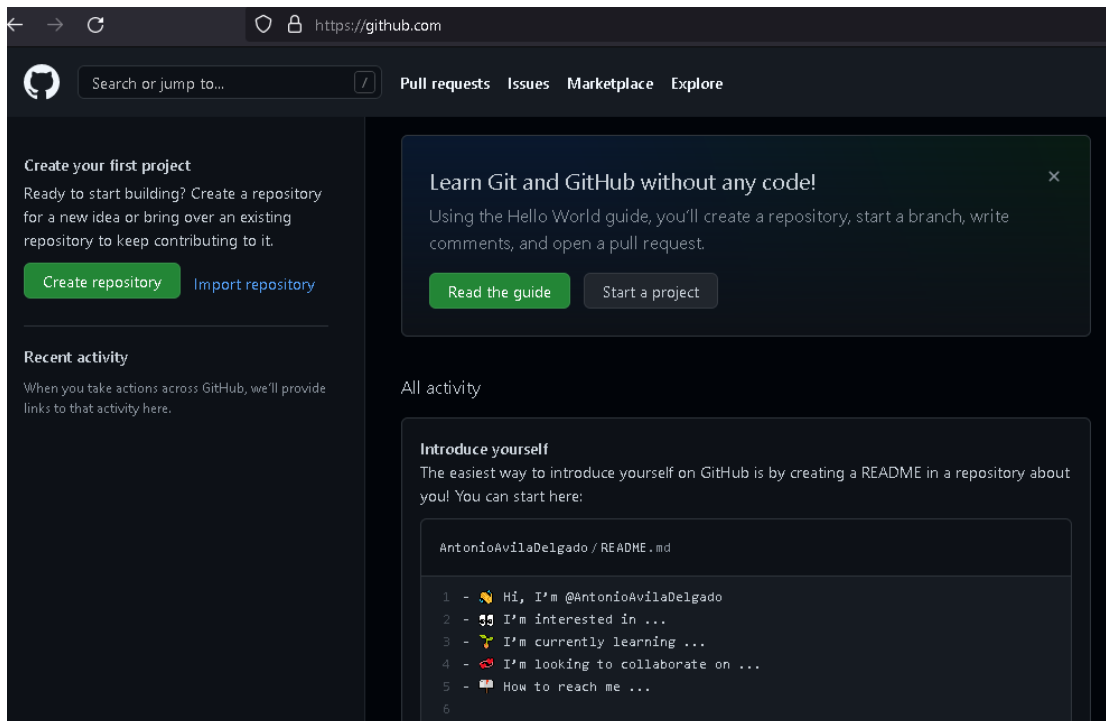 https://github.com
Search or jump to...
/
Pull requests Issues Marketplace Explore
Create your first project
Ready to start building? Create a repository
for a new idea or bring over an existing
repository to keep contributing to it.
Create repository Import repository
Recent activity
When you take actions across GitHub, we'll provide
links to that activity here.
Learn Git and GitHub without any code!
Using the Hello World guide, you'll create a repository, start a branch, write
comments, and open a pull request.
Read the guide Start a project
All activity
Introduce yourself
The easiest way to introduce yourself on GitHub is by creating a README in a repository about
you! You can start here:
AntonioAvilaDelgado/README.md
1 - 👋 Hi, I'm @AntonioAvilaDelgado
2 - 👀 I'm interested in ...
3 - 🌱 I'm currently learning ...
4 - 💞️ I'm looking to collaborate on ...
5 - 📫 How to reach me ...
6